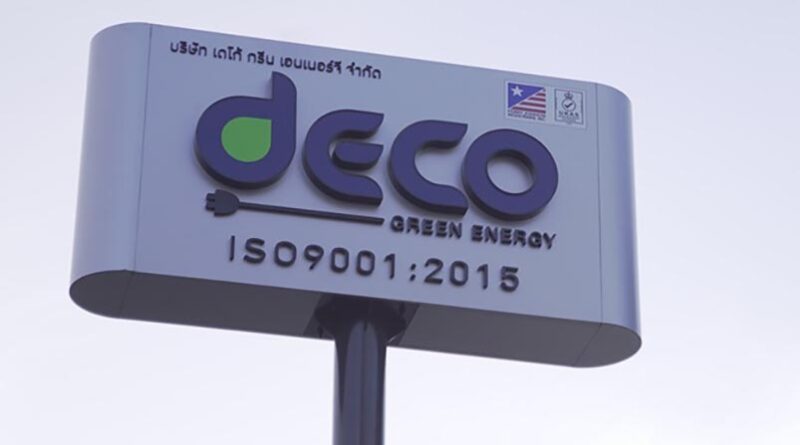 บริษัท เดโก้ กรีน เอนเนอร์จี จำกัด
deco
GREEN ENERGY
ISO9001:2015
UKAS